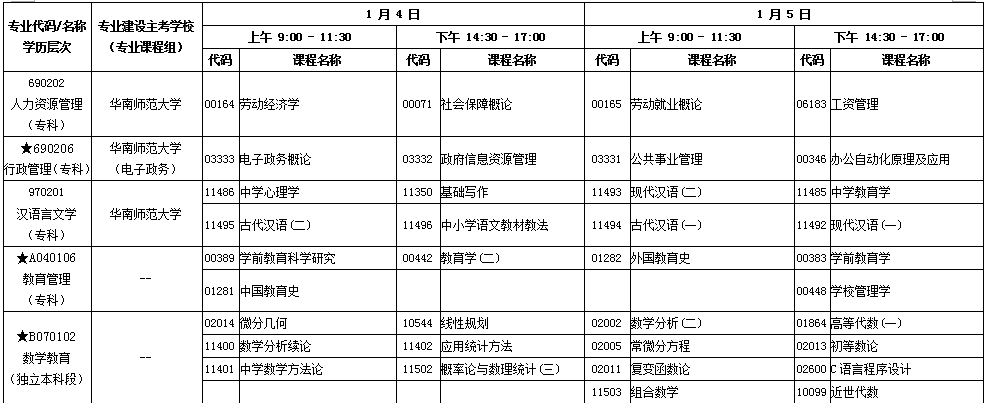 专业代码/名称 专业建设主考学校 1 月 4 日 1 月 5 日
学历层次 （专业课程组） 上午 9:00 - 11:30 下午 14:30 - 17:00 上午 9:00 - 11:30 下午 14:30 - 17:00
代码 课程名称 代码 课程名称 代码 课程名称 代码 课程名称
690202
人力资源管理 华南师范大学 00164 劳动经济学 00071 社会保障概论 00165 劳动就业概论 06183 工资管理
（专科）
★690206 华南师范大学
行政管理（专科） （电子政务） 03333 电子政务概论 03332 政府信息资源管理 03331 公共事业管理 00346 办公自动化原理及应用
970201 11486 中学心理学 11350 基础写作 11493 现代汉语(二) 11485 中学教育学
汉语言文学 华南师范大学
（专科） 11495 古代汉语(二) 11496 中小学语文教材教法 11494 古代汉语(一) 11492 现代汉语(一)
★A040106 00389 学前教育科学研究 00442 教育学(二) 01282 外国教育史 00383 学前教育学
教育管理 --
（专科） 01281 中国教育史 00448 学校管理学
02014 微分几何 10544 线性规划 02002 数学分析(二) 01864 高等代数(一)
★B070102 11400 数学分析续论 11402 应用统计方法 02005 常微分方程 02013 初等数论
数学教育 --
（独立本科段） 11401 中学数学方法论 11502 概率论与数理统计(三) 02011 复变函数论 02600 C 语言程序设计
11503 组合数学 10099 近世代数